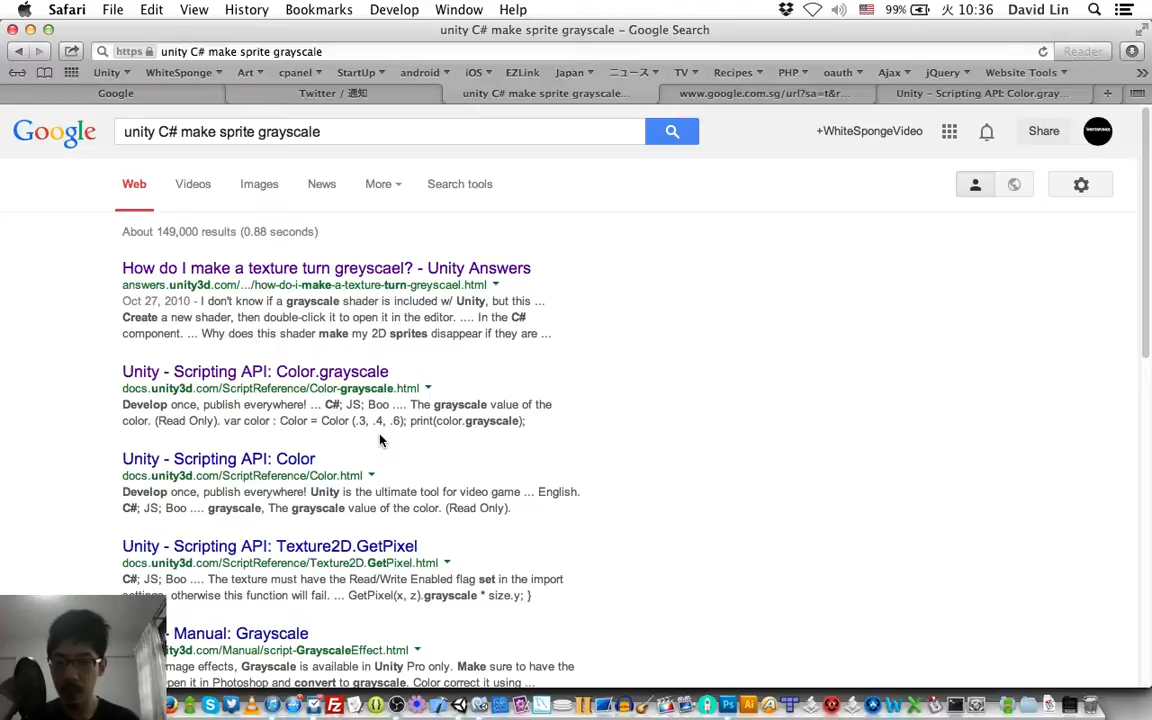 Safari File Edit View History Bookmarks Develop Window Help 99% 火 10:36 David Lin
unity C# make sprite grayscale – Google Search
https unity C# make sprite grayscale Reader
Unity WhiteSponge Art cpanel StartUp android iOS EZLink Japan ニュース TV Recipes PHP oauth Ajax jQuery Website Tools
Google Twitter / 通知 unity C# make sprite grayscale... www.google.com.sg/url?sa=t&r... Unity – Scripting API: Color.gray...
Google unity C# make sprite grayscale +WhiteSpongeVideo Share
Web Videos Images News More Search tools
About 149,000 results (0.88 seconds)
How do I make a texture turn greyscael? - Unity Answers
answers.unity3d.com/.../how-do-i-make-a-texture-turn-greyscael.html
Oct 27, 2010 - I don't know if a grayscale shader is included w/ Unity, but this ...
Create a new shader, then double-click it to open it in the editor. .... In the C#
component. ... Why does this shader make my 2D sprites disappear if they are ...
Unity - Scripting API: Color.grayscale
docs.unity3d.com/ScriptReference/Color-grayscale.html
Develop once, publish everywhere! ... C#; JS; Boo .... The grayscale value of the
color. (Read Only). var color : Color = Color (.3, .4, .6); print(color.grayscale);
Unity - Scripting API: Color
docs.unity3d.com/ScriptReference/Color.html
Develop once, publish everywhere! Unity is the ultimate tool for video game ... English.
C#; JS; Boo .... grayscale, The grayscale value of the color. (Read Only).
Unity - Scripting API: Texture2D.GetPixel
docs.unity3d.com/ScriptReference/Texture2D.GetPixel.html
C#; JS; Boo .... The texture must have the Read/Write Enabled flag set in the import
settings, otherwise this function will fail. ... GetPixel(x, z).grayscale * size.y; }
- Manual: Grayscale
unity3d.com/Manual/script-GrayscaleEffect.html
image effects, Grayscale is available in Unity Pro only. Make sure to have the
open it in Photoshop and convert to grayscale. Color correct it using ...